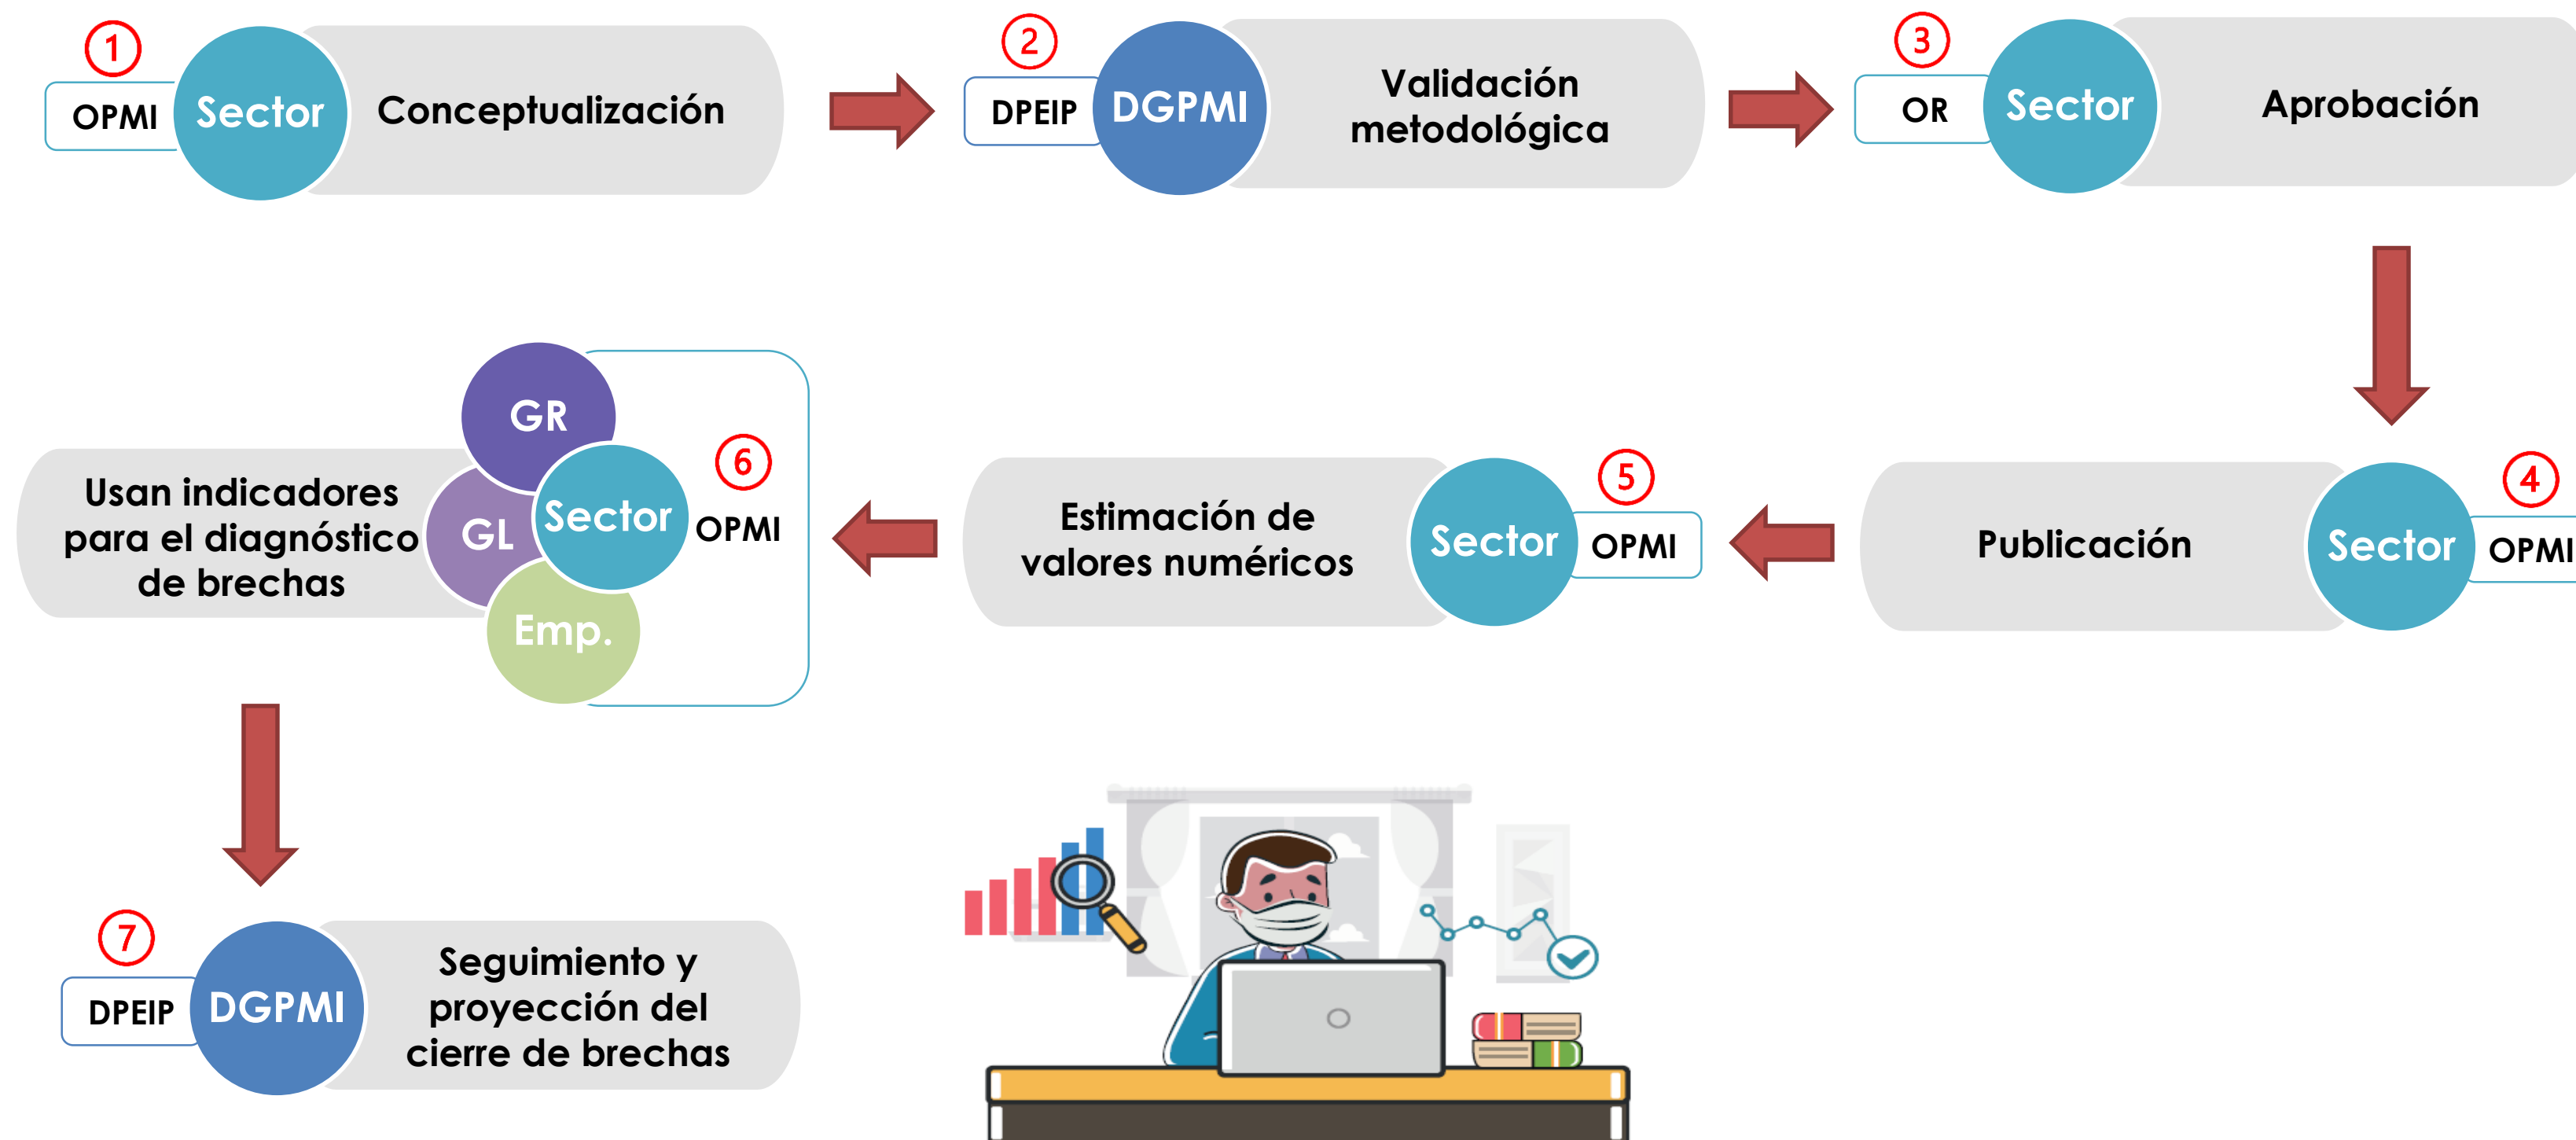 1
OPMI
Sector
Conceptualización
2
DPEIP
DGPMI
Validación
metodológica
3
OR
Sector
Aprobación
4
OPMI
Sector
Publicación
5
OPMI
Sector
Estimación de
valores numéricos
6
OPMI
GR
Sector
GL
Emp.
Usan indicadores
para el diagnóstico
de brechas
7
DPEIP
DGPMI
Seguimiento y
proyección del
cierre de brechas